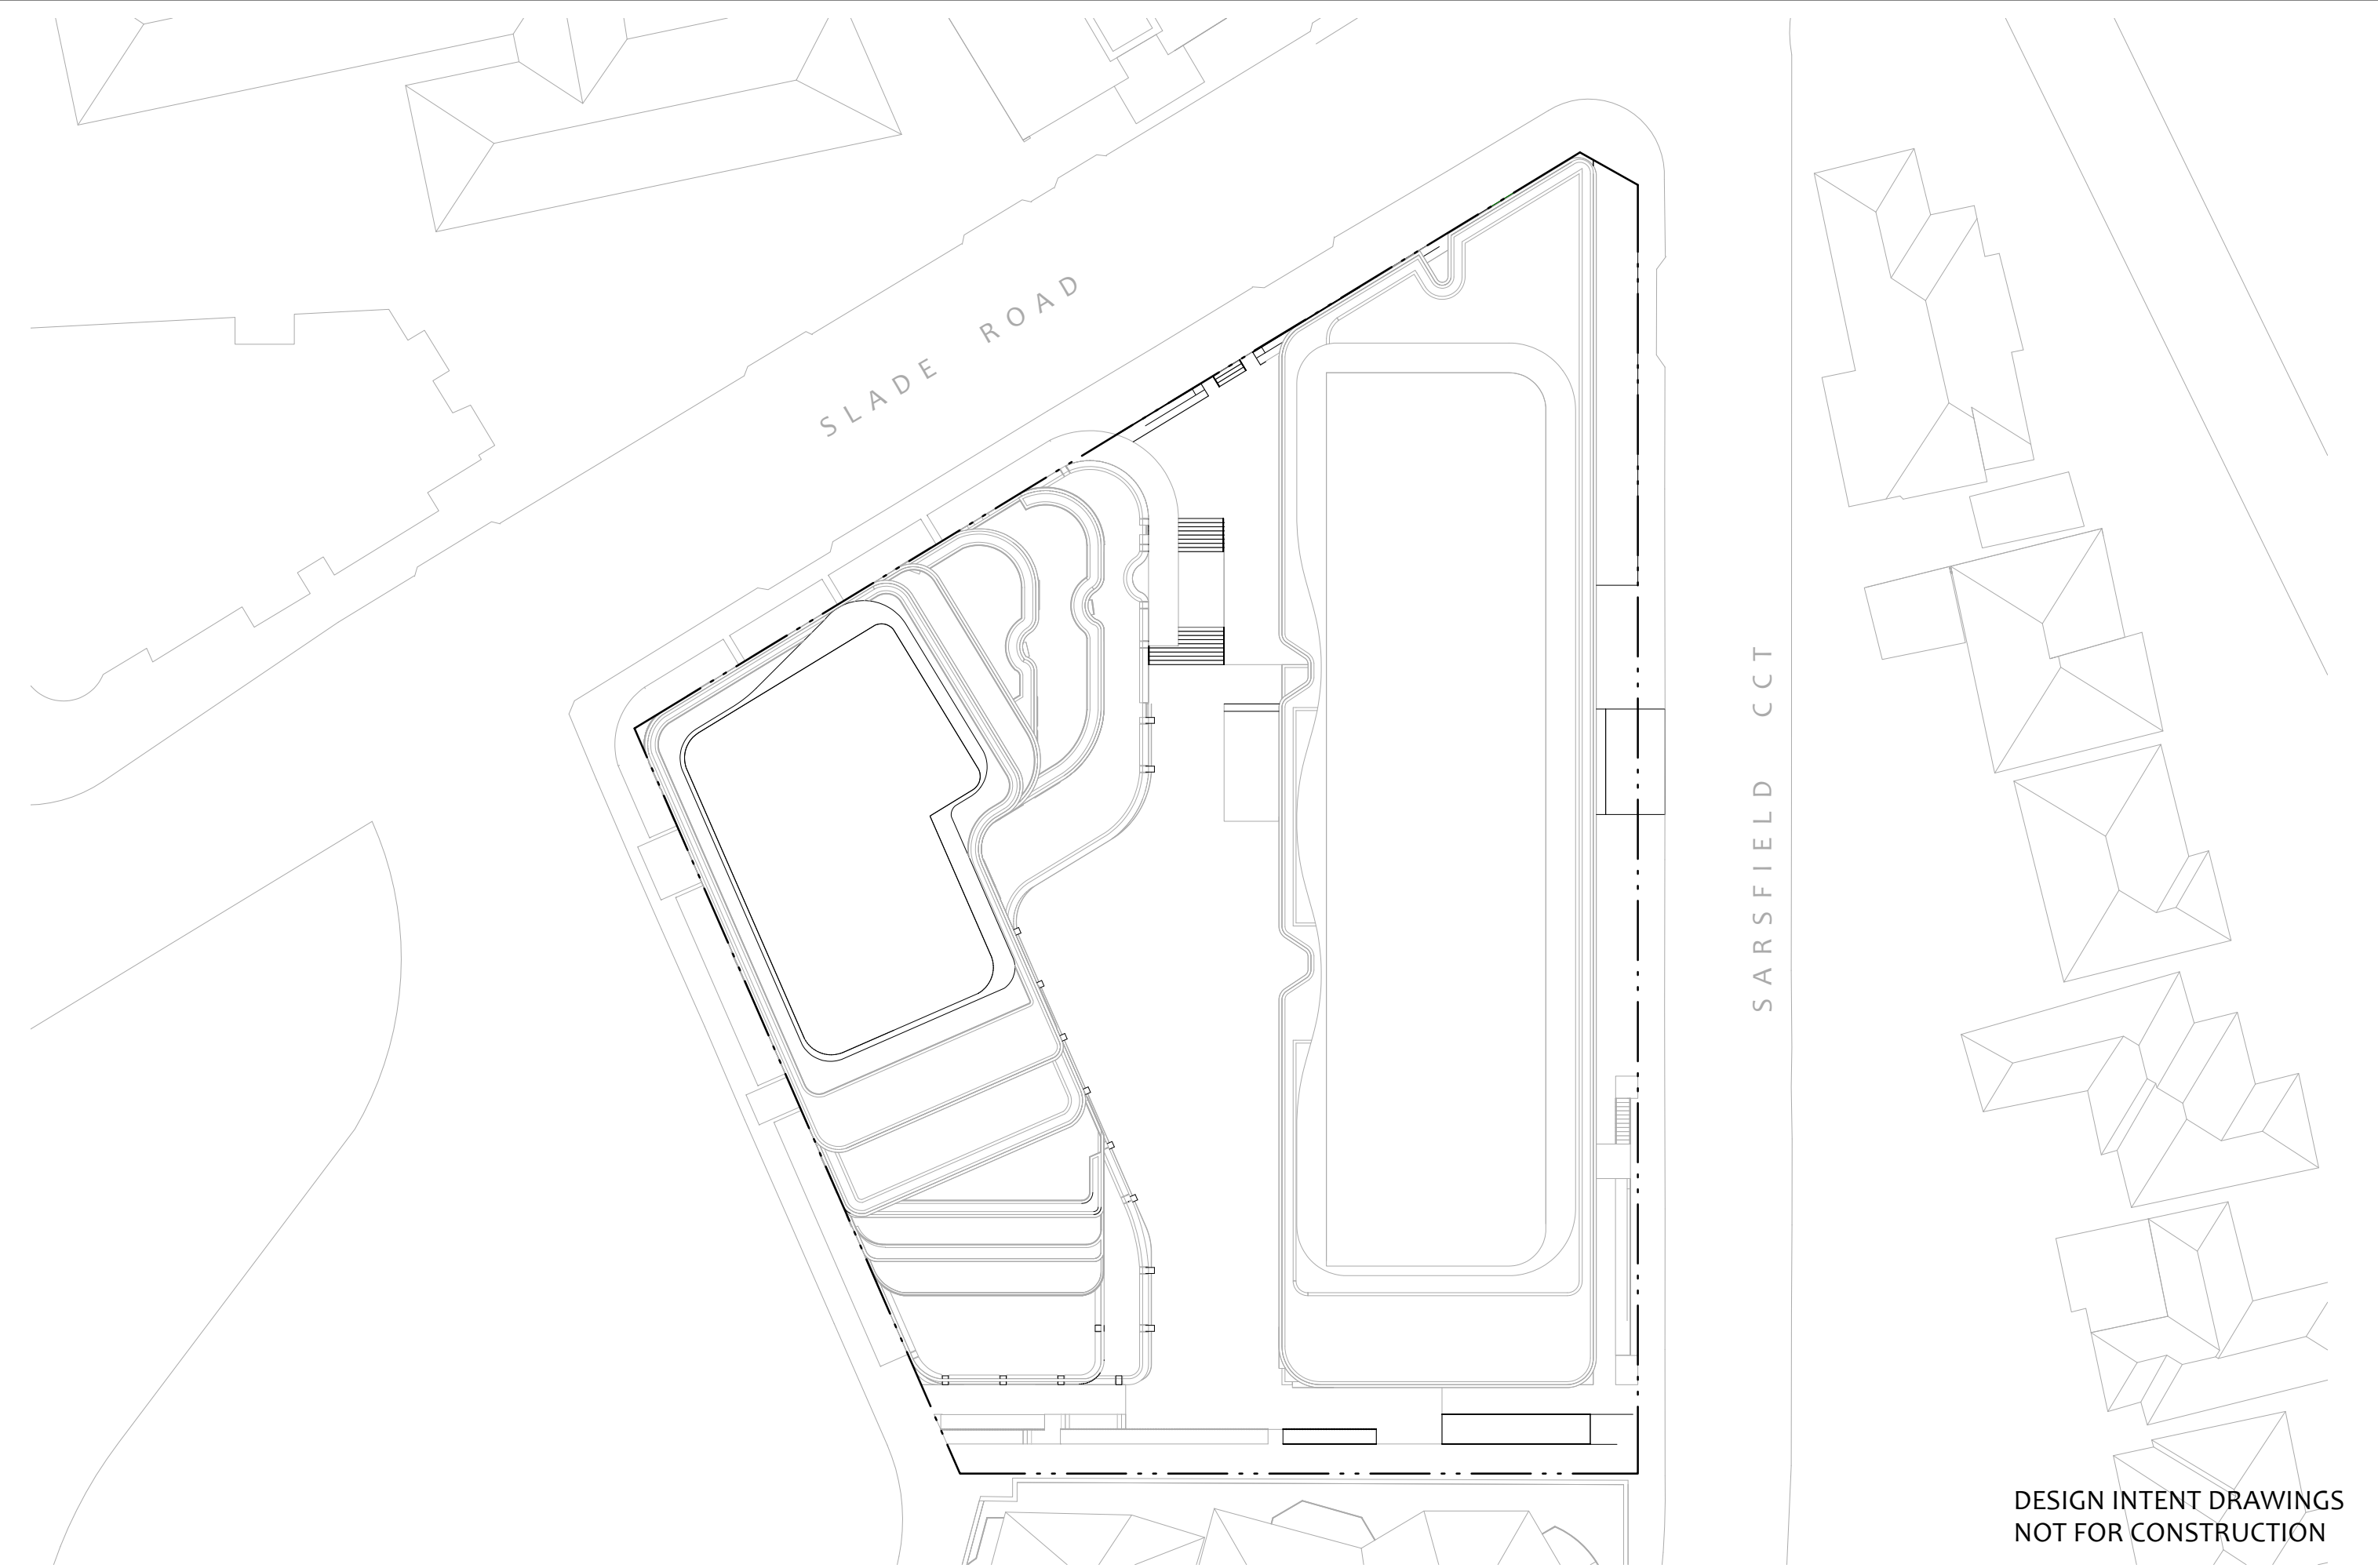 SLADE ROAD
SARSFIELD CCT
DESIGN INTENT DRAWINGS
NOT FOR CONSTRUCTION